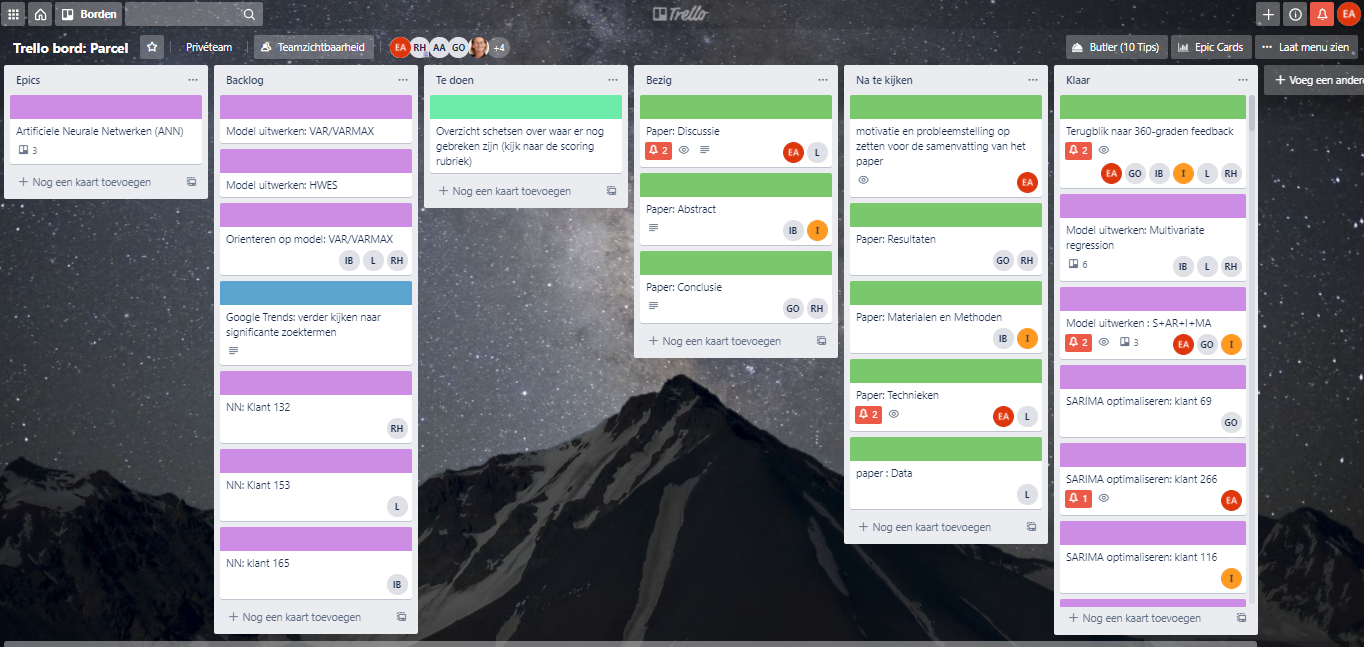 Borden
Trello
EA
Trello bord: Parcel
Privéteam
Teamzichtbaarheid
EA RH AA GO +4
Butler (10 Tips)
Epic Cards
Laat menu zien
Epics
Artificiele Neurale Netwerken (ANN)
3
Nog een kaart toevoegen
Backlog
Model uitwerken: VAR/VARMAX
Model uitwerken: HWES
Orienteren op model: VAR/VARMAX
IB L RH
Google Trends: verder kijken naar
significante zoektermen
NN: Klant 132
RH
NN: Klant 153
L
NN: klant 165
IB
Nog een kaart toevoegen
Te doen
Overzicht schetsen over waar er nog
gebreken zijn (kijk naar de scoring
rubriek)
Nog een kaart toevoegen
Bezig
Paper: Discussie
2 EA L
Paper: Abstract
IB I
Paper: Conclusie
GO RH
Nog een kaart toevoegen
Na te kijken
motivatie en probleemstelling op
zetten voor de samenvatting van het
paper
EA
Paper: Resultaten
GO RH
Paper: Materialen en Methoden
IB I
Paper: Technieken
2 EA L
paper : Data
L
Nog een kaart toevoegen
Klaar
Terugblik naar 360-graden feedback
2
EA GO IB I L RH
Model uitwerken: Multivariate
regression
6 IB L RH
Model uitwerken : S+AR+I+MA
2 3 EA GO I
SARIMA optimaliseren: klant 69
GO
SARIMA optimaliseren: klant 266
1 EA
SARIMA optimaliseren: klant 116
I
Nog een kaart toevoegen
Voeg een andere